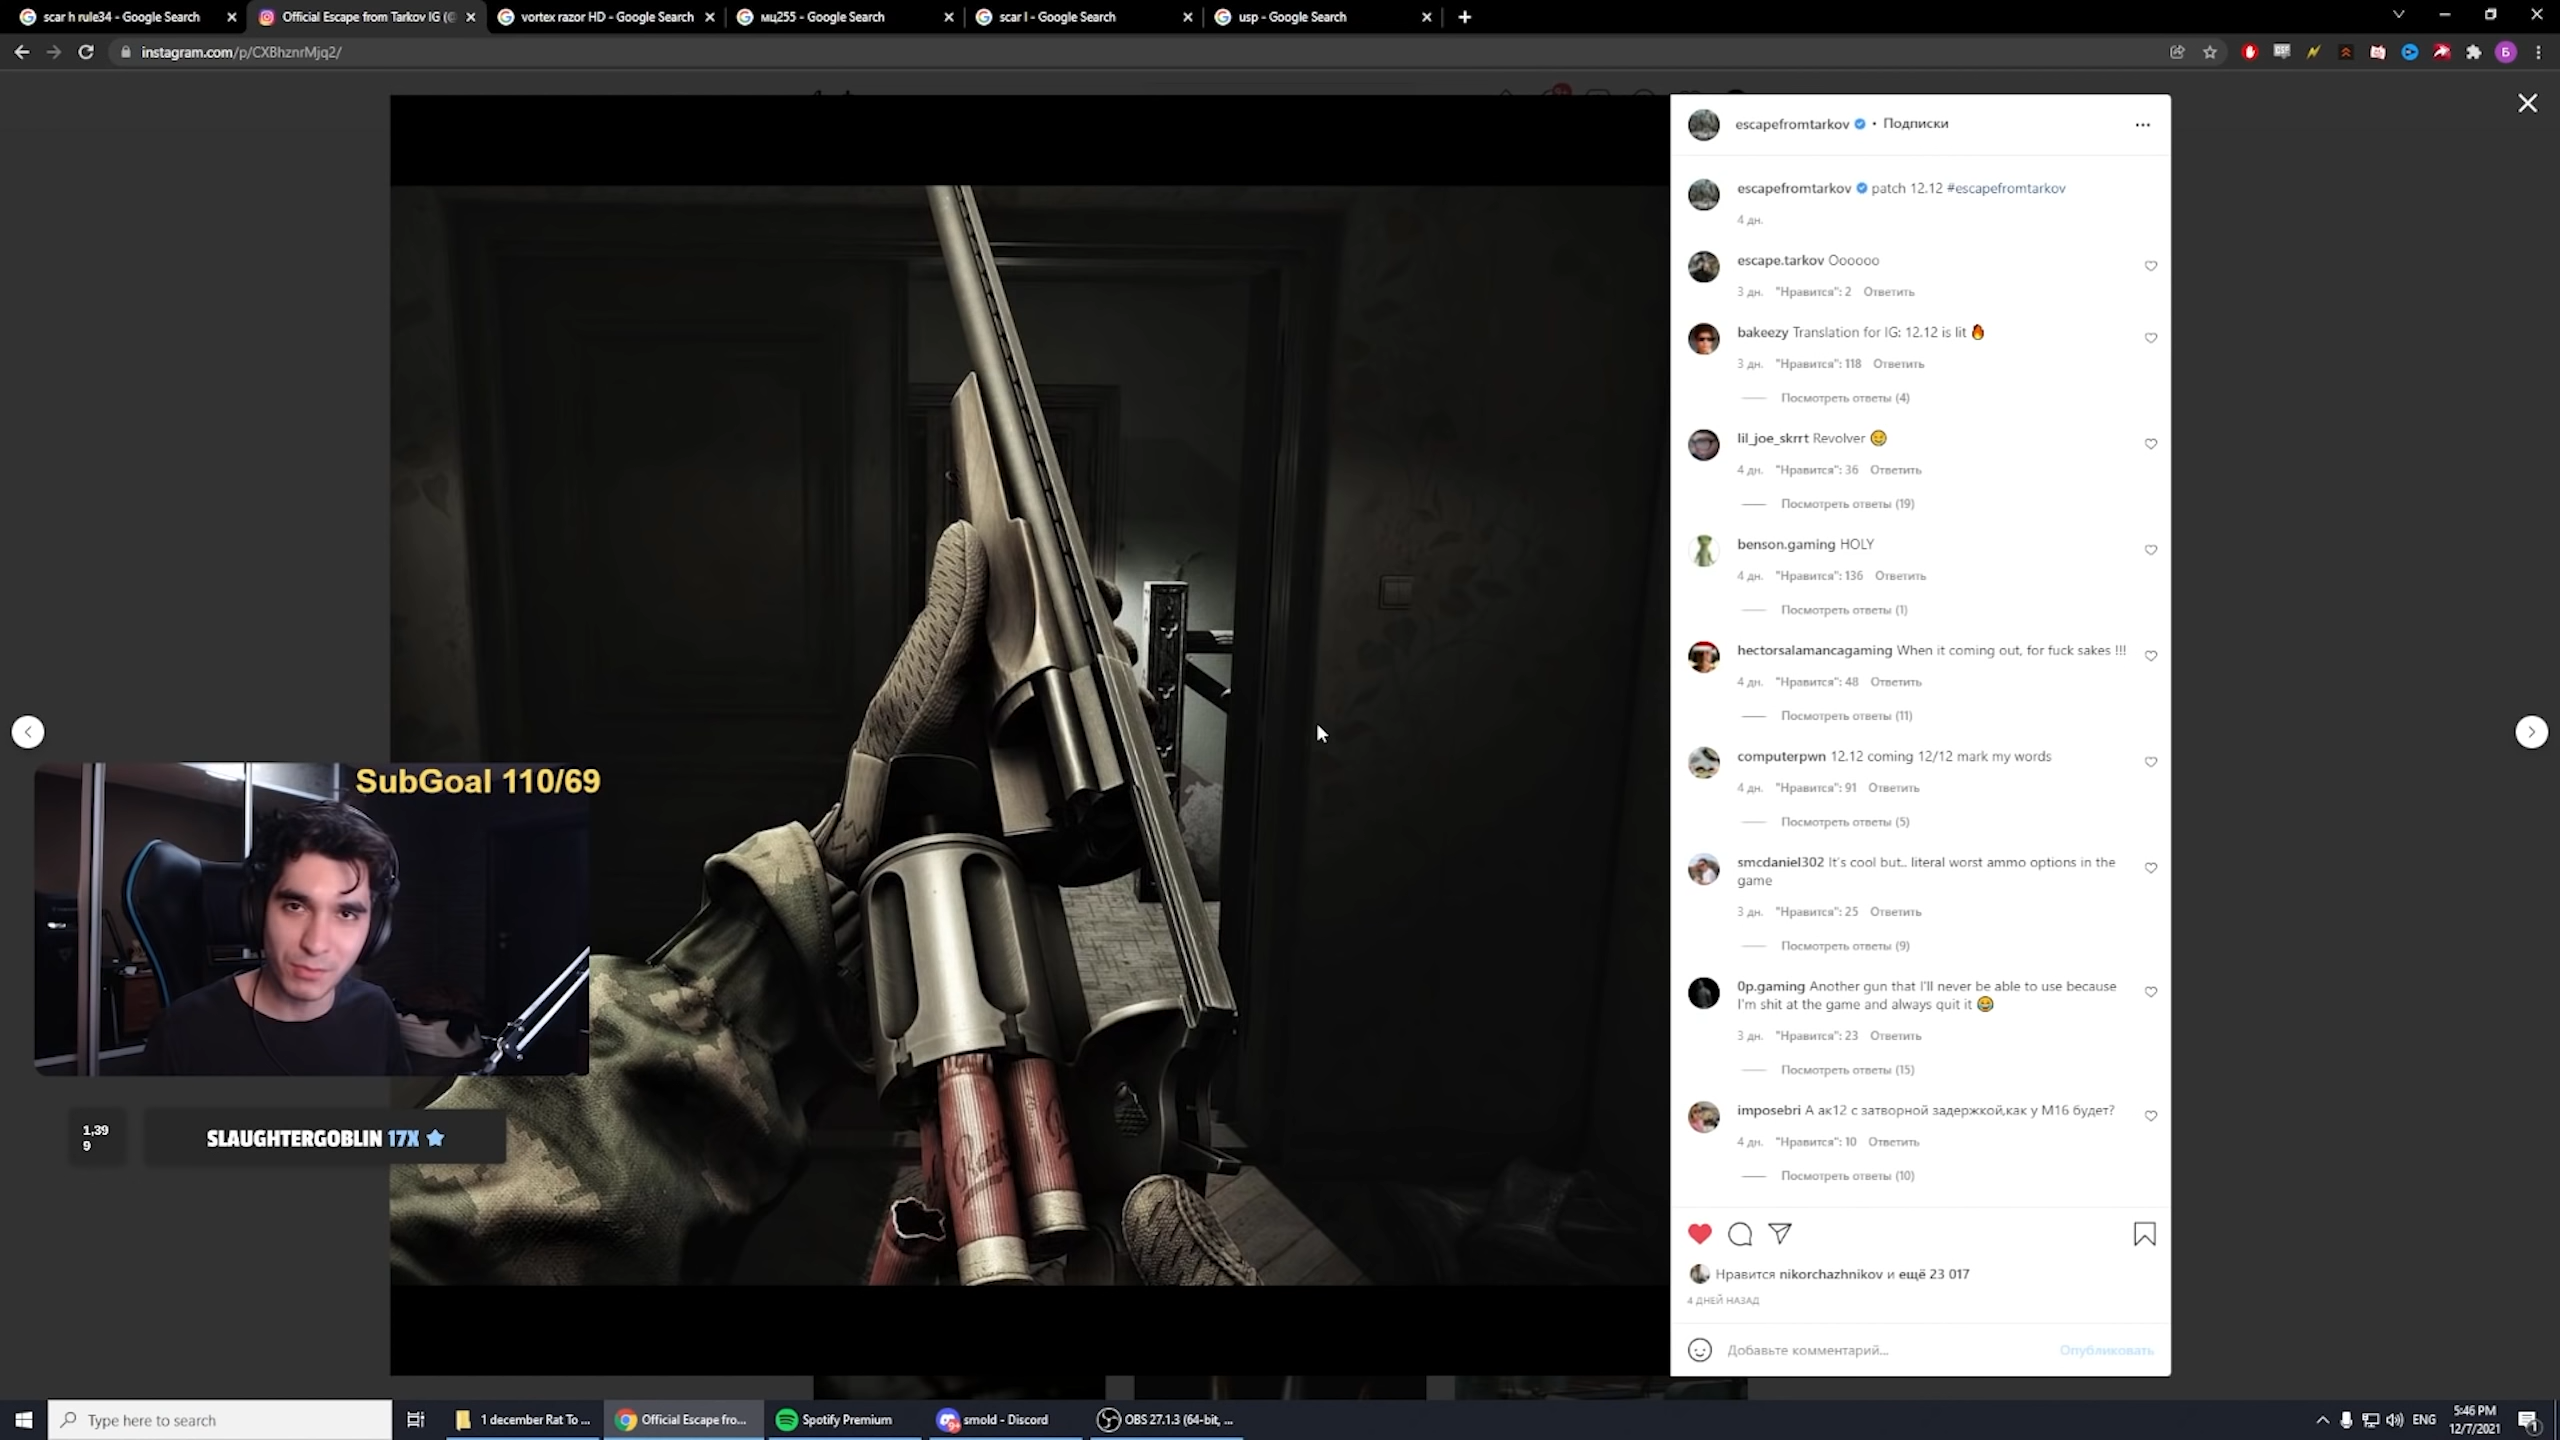 scar h rule34 - Google Search
Official Escape from Tarkov IG (@
vortex razor HD - Google Search
мц255 - Google Search
scar l - Google Search
usp - Google Search
instagram.com/p/CXBhznrMjq2/
escapefromtarkov • Подписки
escapefromtarkov patch 12.12 #escapefromtarkov
4 дн.
escape.tarkov Oooooo
3 дн. "Нравится": 2 Ответить
bakeezy Translation for IG: 12.12 is lit 🔥
3 дн. "Нравится": 118 Ответить
Посмотреть ответы (4)
lil_joe_skrrt Revolver
4 дн. "Нравится": 36 Ответить
Посмотреть ответы (19)
benson.gaming HOLY
4 дн. "Нравится": 136 Ответить
Посмотреть ответы (1)
hectorsalamancagaming When it coming out, for fuck sakes !!!
4 дн. "Нравится": 48 Ответить
Посмотреть ответы (11)
computerpwn 12.12 coming 12/12 mark my words
4 дн. "Нравится": 91 Ответить
Посмотреть ответы (5)
smcdaniel302 It's cool but.. literal worst ammo options in the
game
3 дн. "Нравится": 25 Ответить
Посмотреть ответы (9)
0p.gaming Another gun that I'll never be able to use because
I'm shit at the game and always quit it 😂
3 дн. "Нравится": 23 Ответить
Посмотреть ответы (15)
imposebri А ак12 с затворной задержкой,как у М16 будет?
4 дн. "Нравится": 10 Ответить
Посмотреть ответы (10)
Нравится nikorchazhnikov и ещё 23 017
4 ДНЕЙ НАЗАД
Добавьте комментарий...
Опубликовать
SubGoal 110/69
1,39
9
SLAUGHTERGOBLIN 17X
Type here to search
1 december Rat To ...
Official Escape fro...
Spotify Premium
smold - Discord
OBS 27.1.3 (64-bit, ...
ENG
5:46 PM
12/7/2021